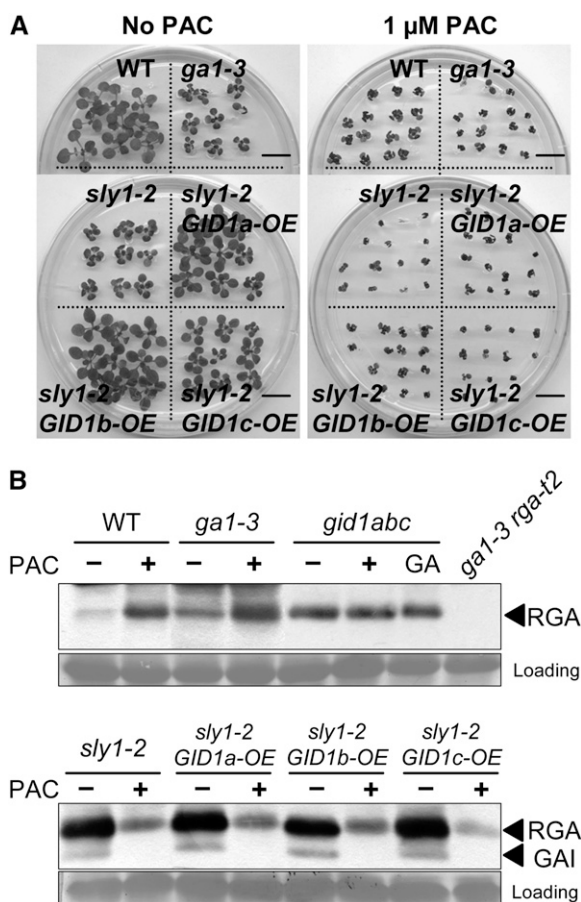 A
No PAC
1 µM PAC
WT ga1-3
WT ga1-3
sly1-2 sly1-2 GID1a-OE
sly1-2 sly1-2 GID1a-OE
sly1-2 GID1b-OE sly1-2 GID1c-OE
sly1-2 GID1b-OE sly1-2 GID1c-OE
B
WT ga1-3 gid1abc ga1-3 rga-t2
PAC – + – + – + GA
RGA
Loading
sly1-2 sly1-2 GID1a-OE sly1-2 GID1b-OE sly1-2 GID1c-OE
PAC – + – + – + – +
RGA
GAI
Loading